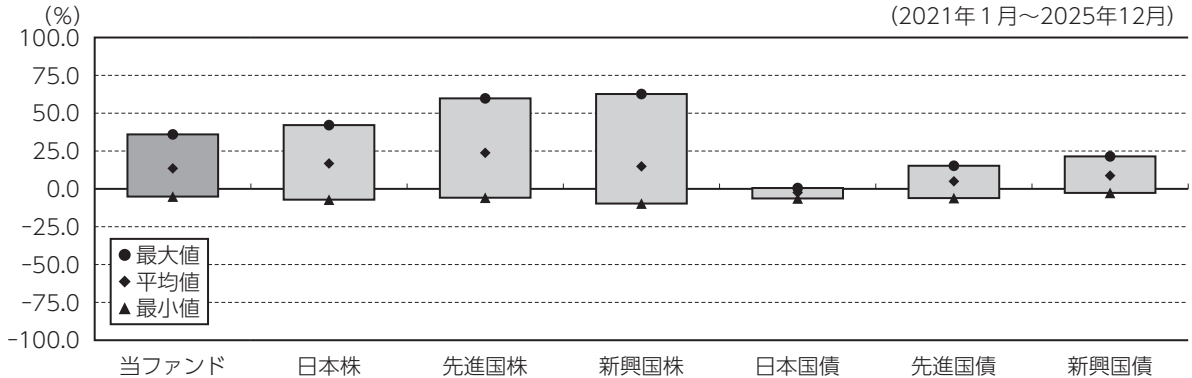 (%)
(2021年1月～2025年12月)
100.0
75.0
50.0
25.0
0.0
-25.0
-50.0
-75.0
-100.0
●最大値
◆平均値
▲最小値
当ファンド 日本株 先進国株 新興国株 日本国債 先進国債 新興国債